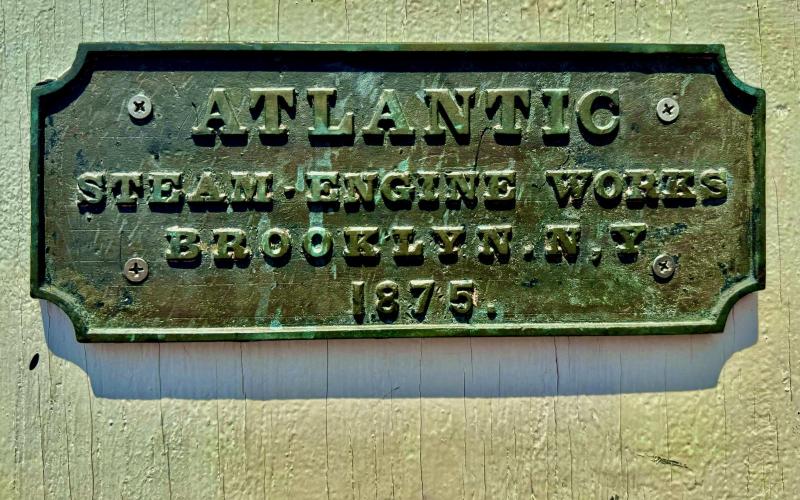 ATLANTIC
STEAM-ENGINE WORKS
BROOKLYN.N,Y
1875.